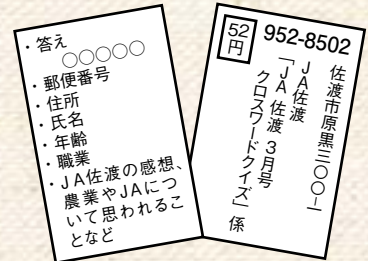 ・答え
○○○○○
・郵便番号
・住所
・氏名
・年齢
・職業
・JA佐渡の感想、
農業やJAにつ
いて思われるこ
となど
52
円
952-8502
佐渡市原黒三〇〇―一
JA佐渡
「JA佐渡 3月号
クロスワードクイズ」係